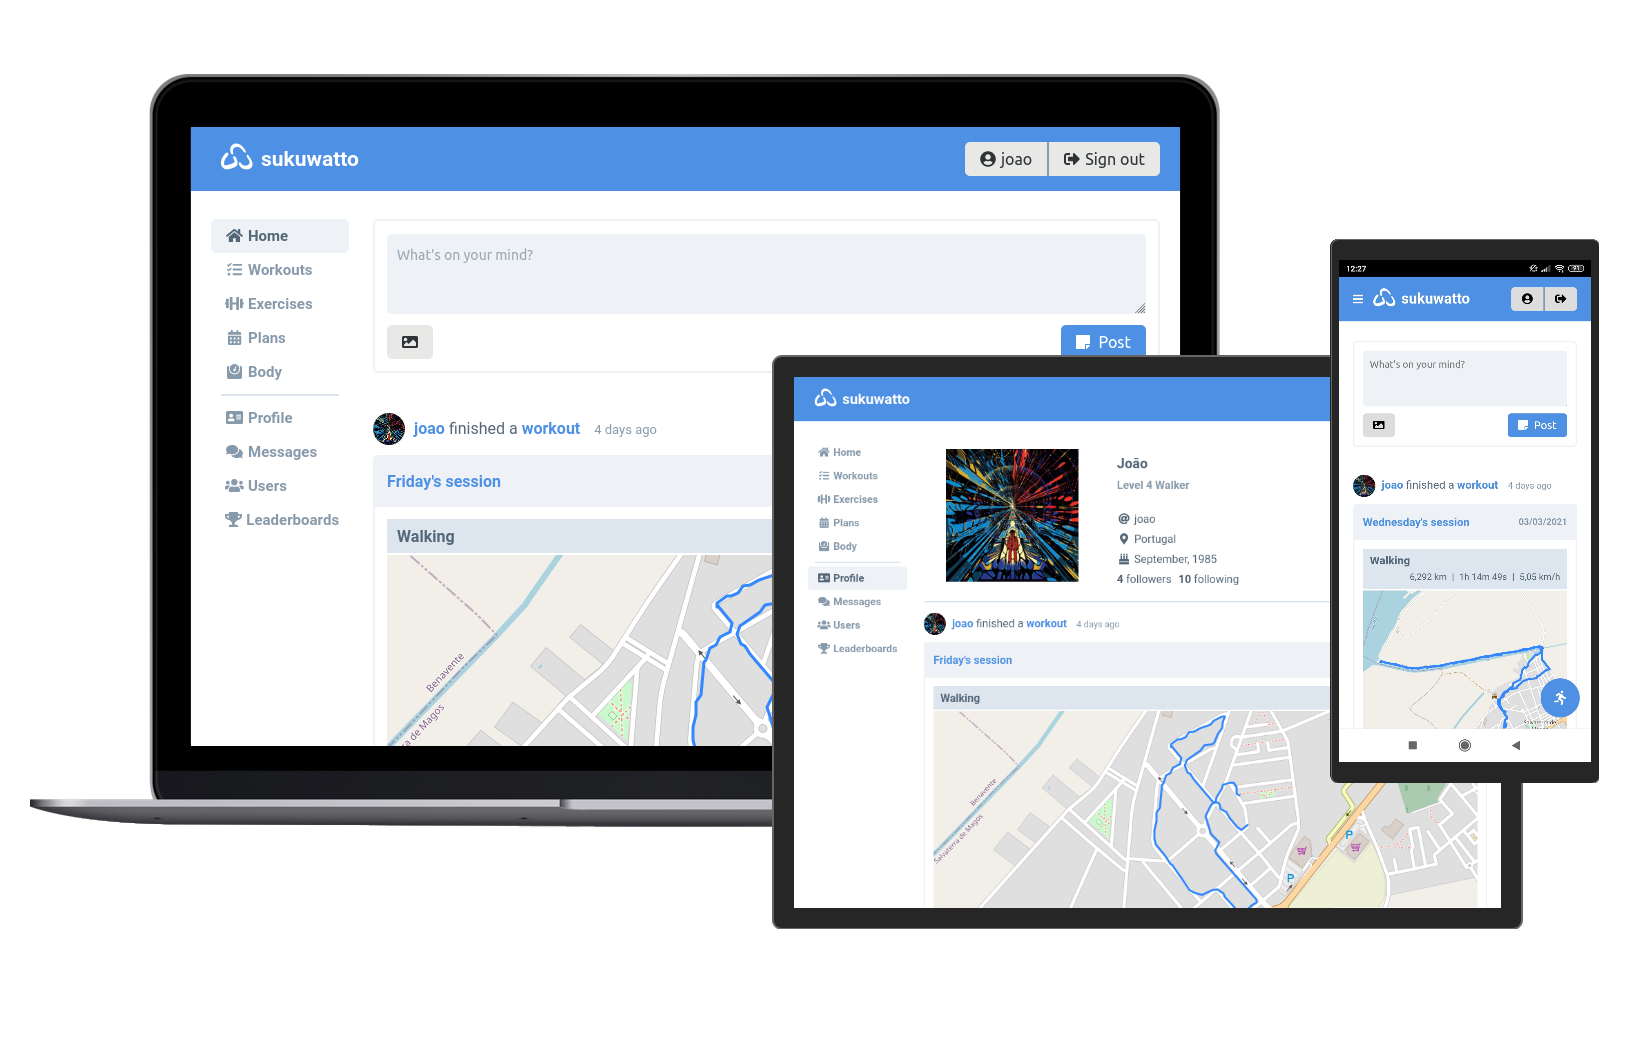 sukuwatto
joao
Sign out
Home
Workouts
Exercises
Plans
Body
Profile
Messages
Users
Leaderboards
What's on your mind?
Post
joao finished a workout 4 days ago
Friday's session
Walking
Benavente
ra de Magos
sukuwatto
Home
Workouts
Exercises
Plans
Body
Profile
Messages
Users
Leaderboards
João
Level 4 Walker
joao
Portugal
September, 1985
4 followers 10 following
joao finished a workout 4 days ago
Friday's session
Walking
Benavente
Salvaterra de Magos
P
P
12:27
91
sukuwatto
What's on your mind?
Post
joao finished a workout 4 days ago
Wednesday's session 03/03/2021
Walking
6,292 km | 1h 14m 49s | 5,05 km/h